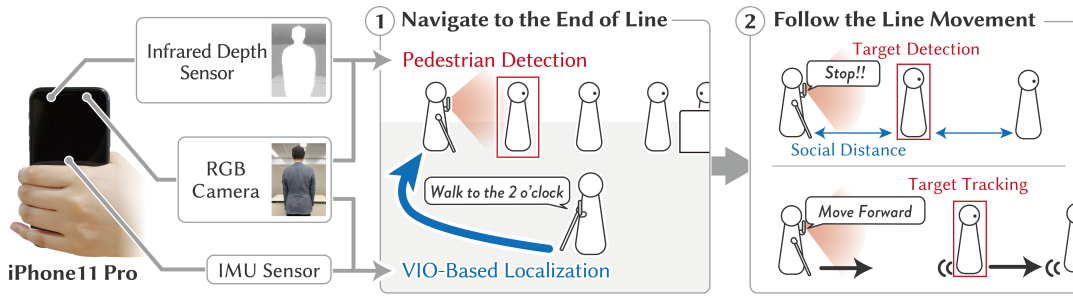 Infrared Depth
Sensor
RGB
Camera
IMU Sensor
iPhone11 Pro
1 Navigate to the End of Line
Pedestrian Detection
Walk to the 2 o'clock
VIO-Based Localization
2 Follow the Line Movement
Target Detection
Stop!!
Social Distance
Target Tracking
Move Forward